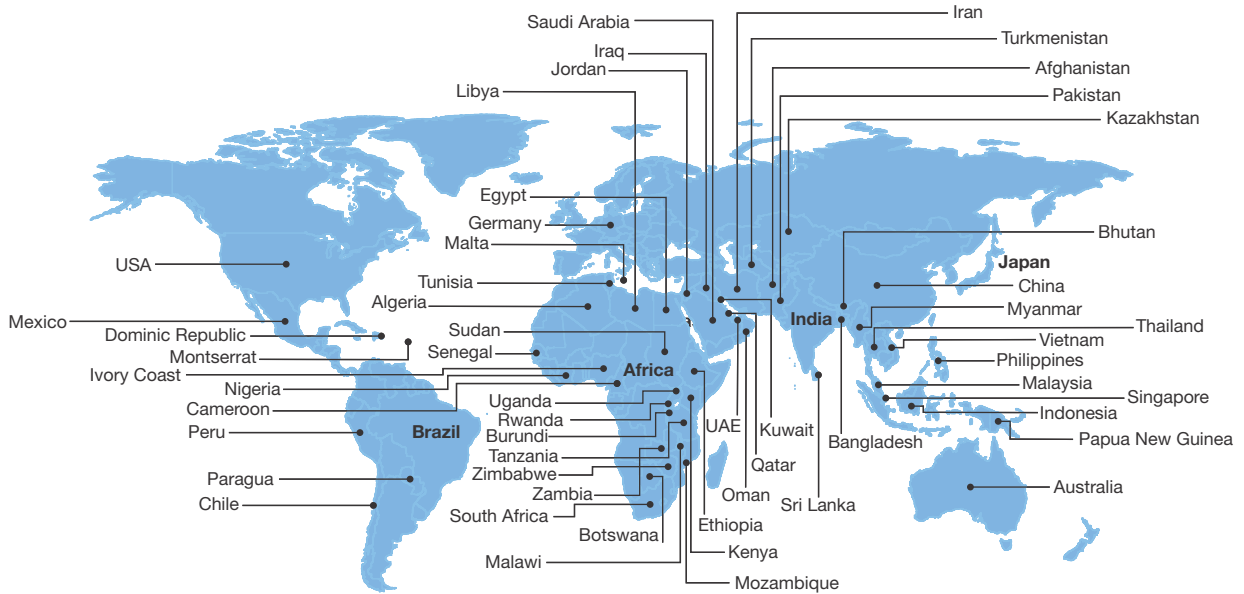 Iran
Saudi Arabia
Turkmenistan
Iraq
Jordan
Afghanistan
Libya
Pakistan
Kazakhstan
Egypt
Germany
Bhutan
Malta
USA
Japan
Tunisia
China
Algeria
Myanmar
Mexico
India
Thailand
Dominic Republic
Sudan
Vietnam
Montserrat
Senegal
Philippines
Ivory Coast
Africa
Malaysia
Nigeria
Uganda
Singapore
Cameroon
Rwanda
Indonesia
Peru
Brazil
Burundi
UAE
Kuwait
Bangladesh
Papua New Guinea
Tanzania
Qatar
Zimbabwe
Paragua
Zambia
Oman
Australia
Chile
Sri Lanka
South Africa
Ethiopia
Botswana
Kenya
Malawi
Mozambique